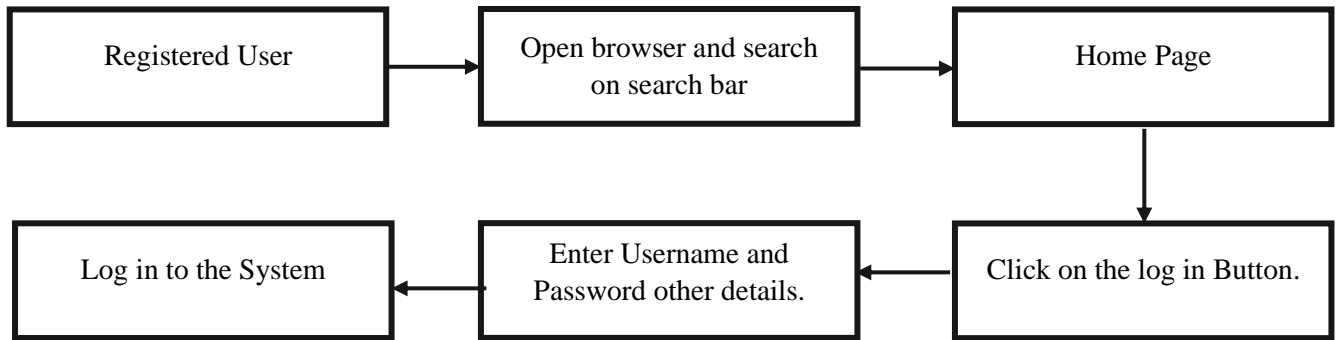 Registered User
Open browser and search
on search bar
Home Page
Click on the log in Button.
Enter Username and
Password other details.
Log in to the System